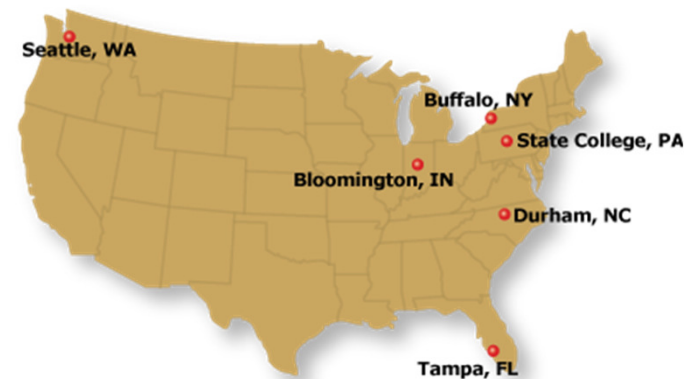 Seattle, WA
Buffalo, NY
State College, PA
Bloomington, IN
Durham, NC
Tampa, FL